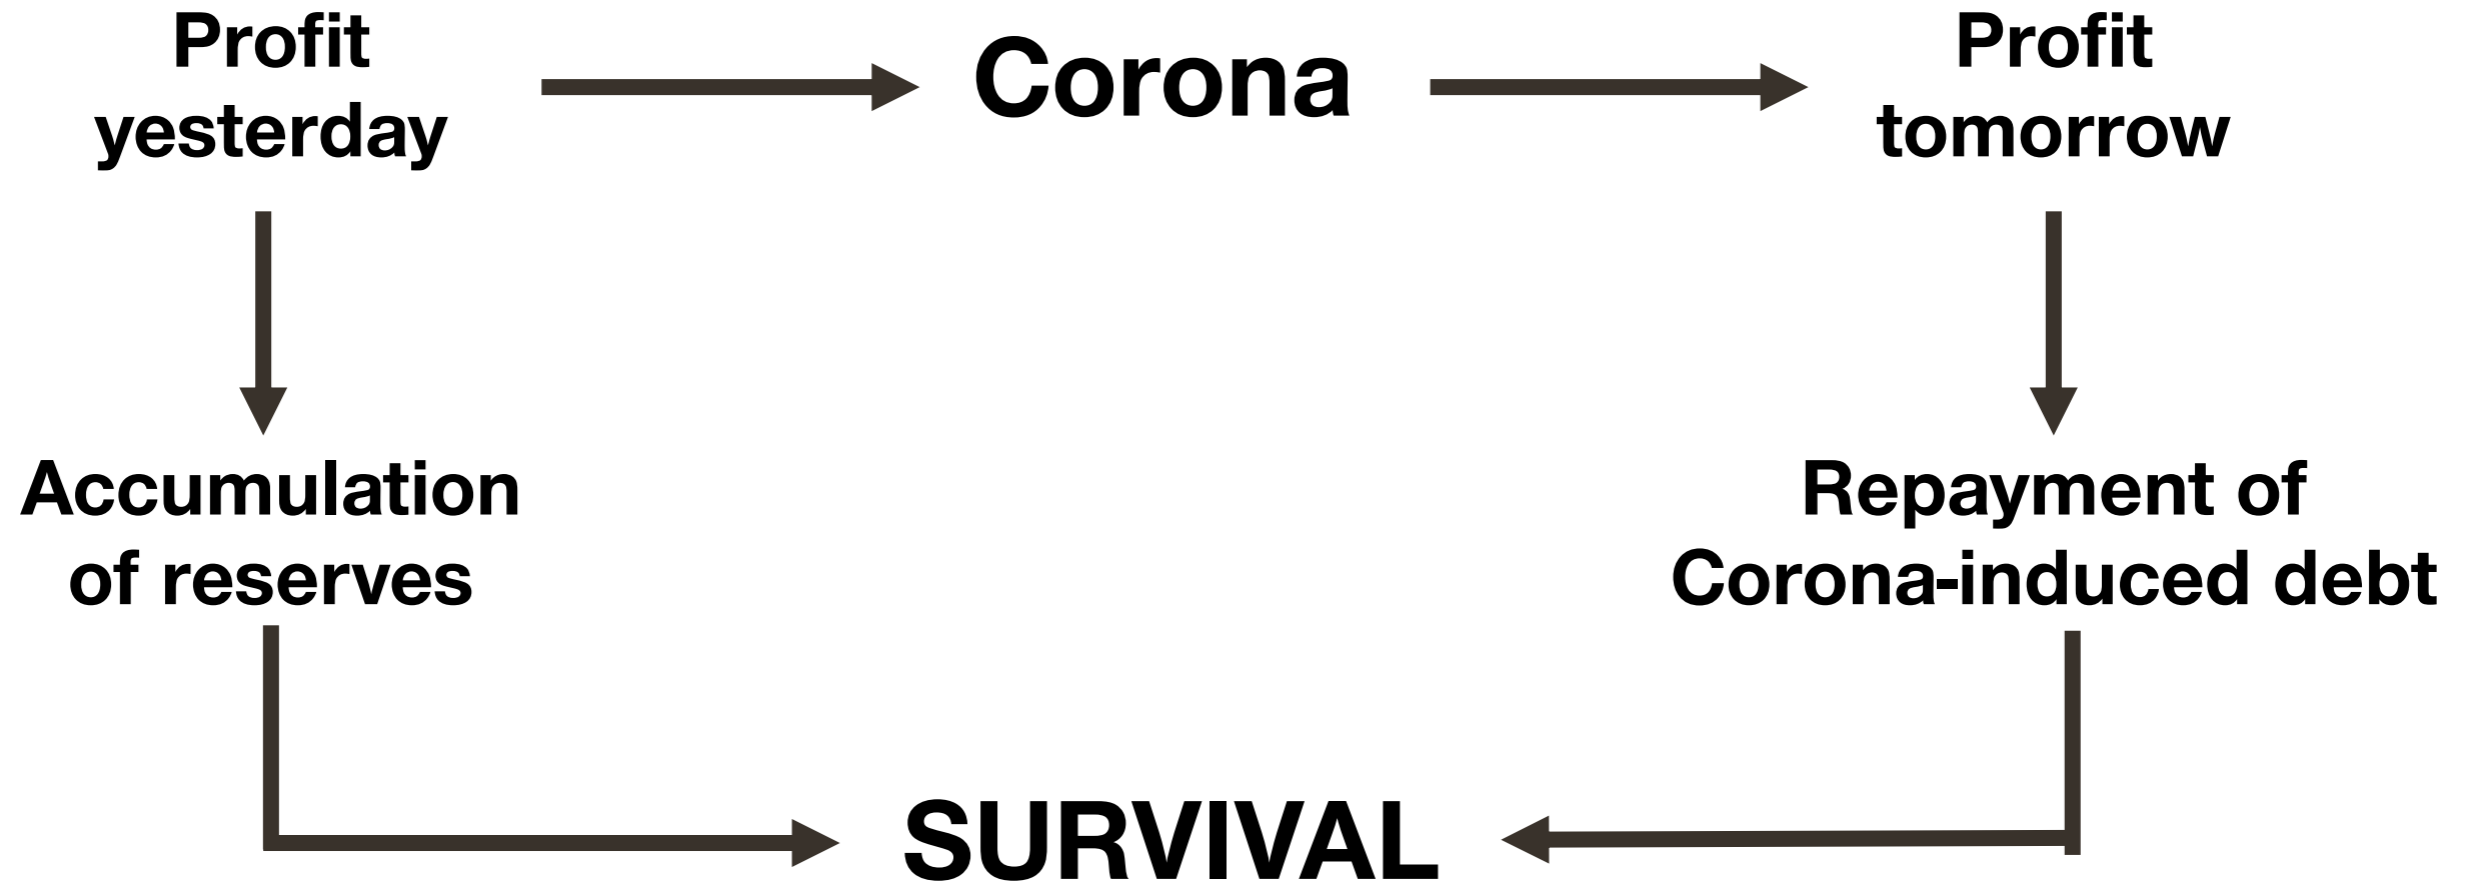 Profit
yesterday
Corona
Profit
tomorrow
Accumulation
of reserves
Repayment of
Corona-induced debt
SURVIVAL